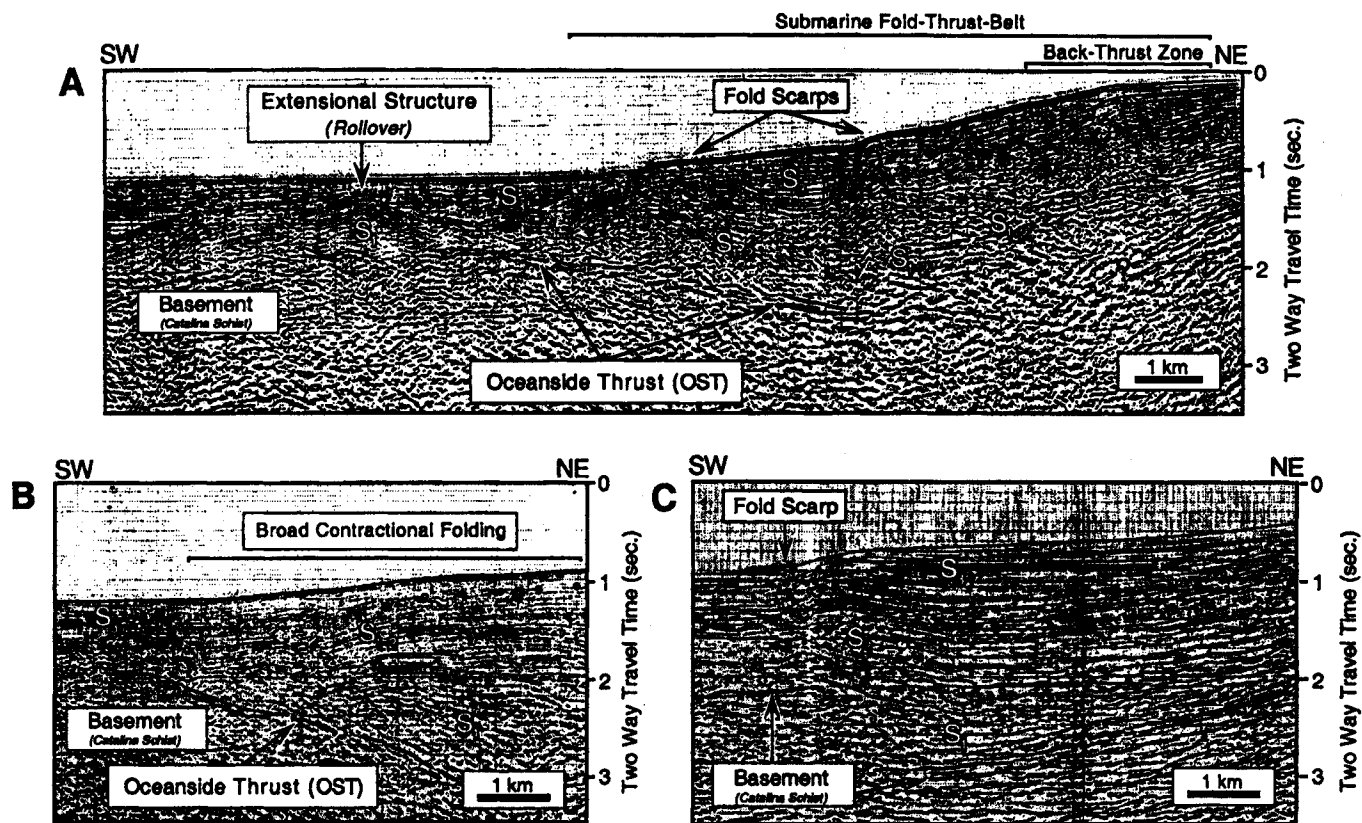 Submarine Fold-Thrust-Belt
SW
Back-Thrust Zone NE
A
0
Extensional Structure
(Rollover)
Fold Scarps
1
S
S
S
S
S
S
2
Basement
(Catalina Schist)
Oceanside Thrust (OST)
3
1 km
Two Way Travel Time (sec.)
B
SW
NE
0
Broad Contractional Folding
1
S
S
2
S
Basement
(Catalina Schist)
Oceanside Thrust (OST)
1 km
3
Two Way Travel Time (sec.)
C
SW
NE
0
Fold Scarp
1
S
S
2
S
Basement
(Catalina Schist)
1 km
3
Two Way Travel Time (sec.)